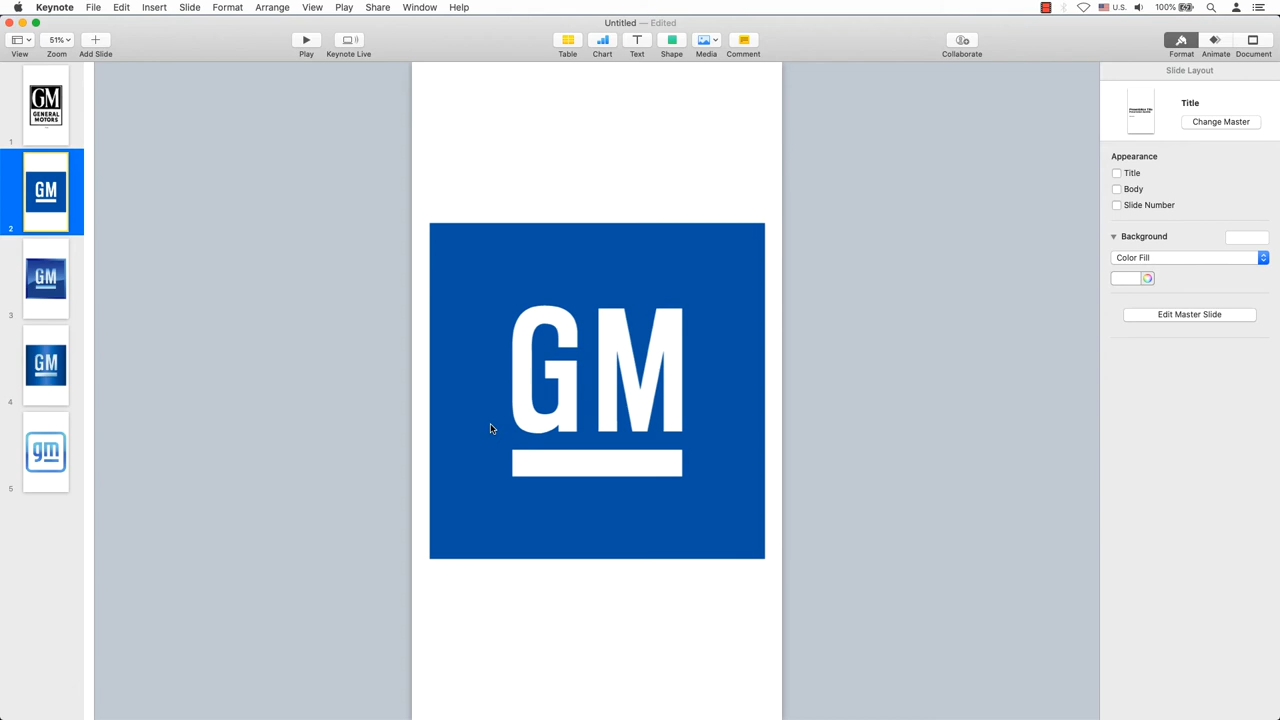 Keynote File Edit Insert Slide Format Arrange View Play Share Window Help U.S. 100%
Untitled — Edited
51%
View Zoom Add Slide Play Keynote Live Table Chart Text Shape Media Comment Collaborate Format Animate Document
Slide Layout
Title
Change Master
Appearance
Title
Body
Slide Number
Background
Color Fill
Edit Master Slide
GM
GENERAL
MOTORS
1
GM
2
GM
3
GM
4
gm
5
GM